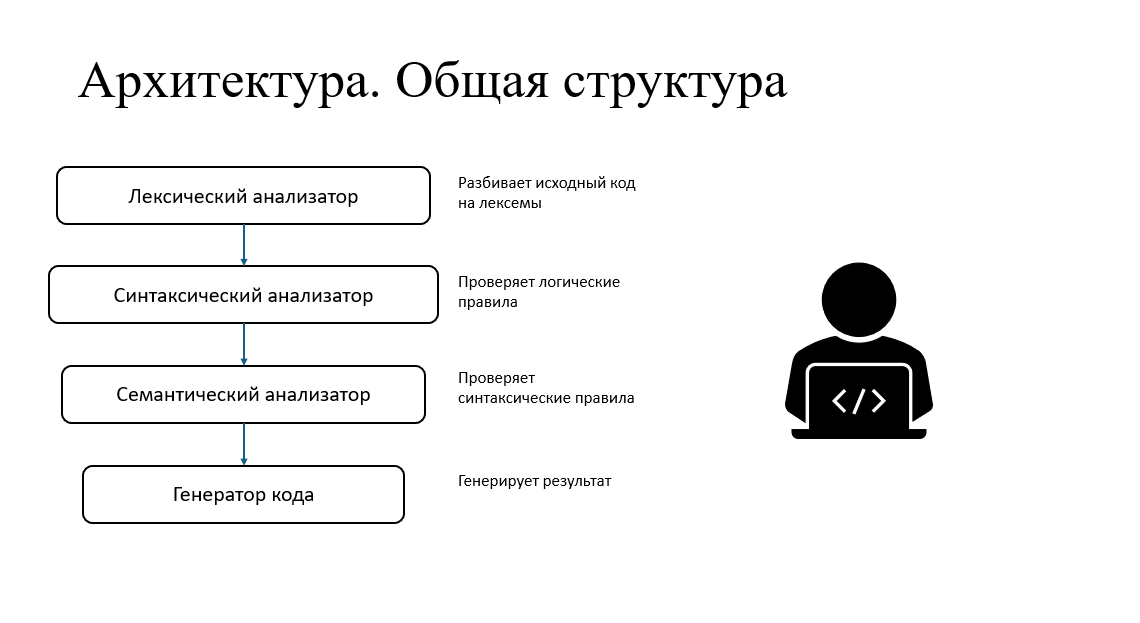 Архитектура. Общая структура
Лексический анализатор
Разбивает исходный код
на лексемы
Синтаксический анализатор
Проверяет логические
правила
Семантический анализатор
Проверяет
синтаксические правила
Генератор кода
Генерирует результат
</>